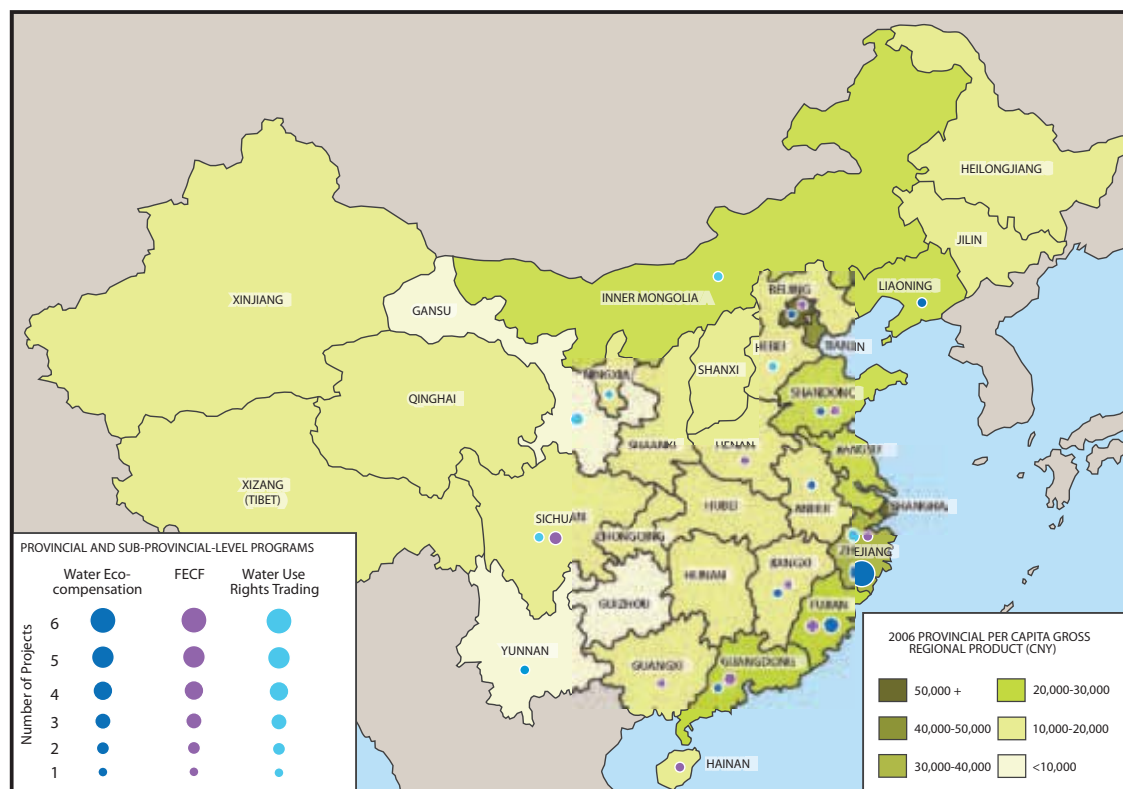 HEILONGJIANG
JILIN
LIAONING
INNER MONGOLIA
BEIJING
XINJIANG
GANSU
HEBEI
TIANJIN
NINGXIA
SHANXI
SHANDONG
QINGHAI
SHAANXI
HENAN
JIANGSU
XIZANG
(TIBET)
HUBEI
ANHUI
SICHUAN
CHONGQING
ZHEJIANG
HUNAN
JIANGXI
GUIZHOU
FUJIAN
YUNNAN
GUANGXI
GUANGDONG
HAINAN
PROVINCIAL AND SUB-PROVINCIAL-LEVEL PROGRAMS
Water Eco-
compensation
FECF
Water Use
Rights Trading
Number of Projects
6
5
4
3
2
1
2006 PROVINCIAL PER CAPITA GROSS
REGIONAL PRODUCT (CNY)
50,000 +
20,000-30,000
40,000-50,000
10,000-20,000
30,000-40,000
<10,000